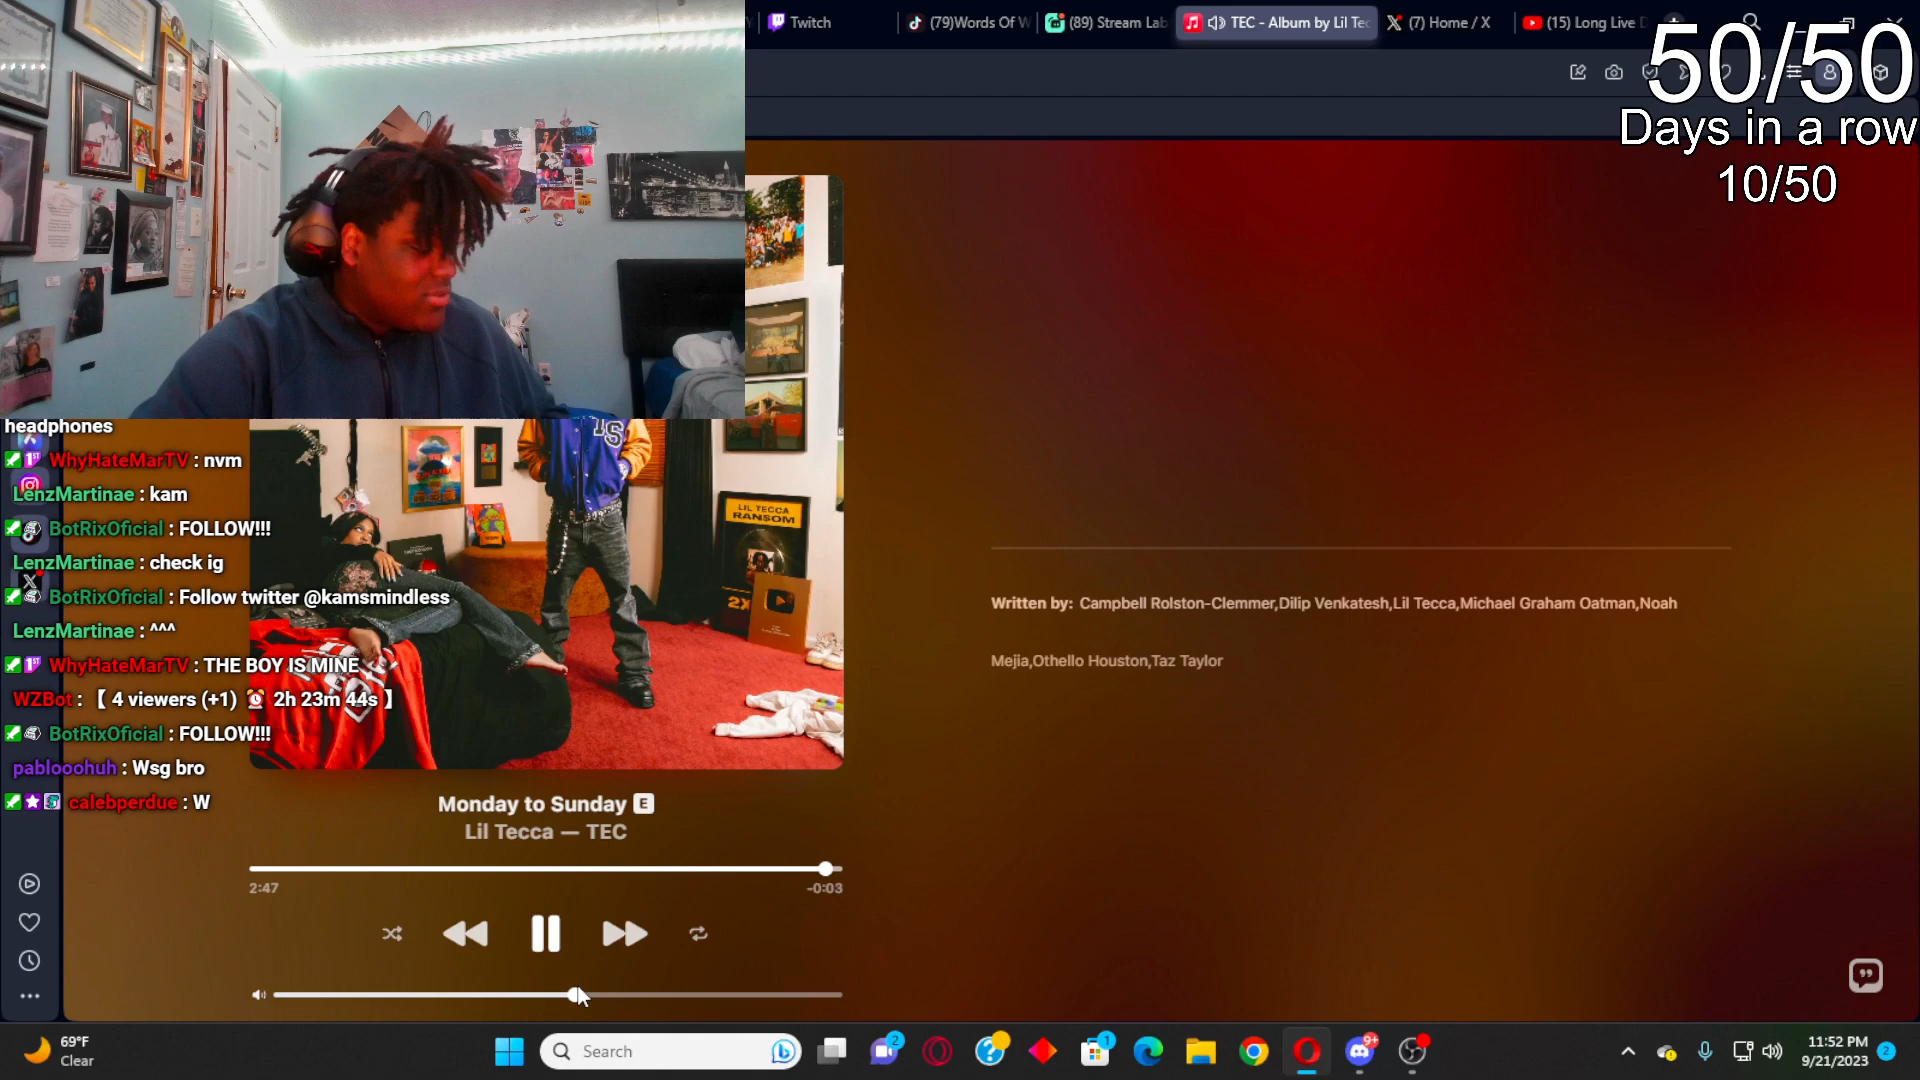 Twitch
(79)Words Of W
(89) Stream Lab
TEC - Album by Lil Tec
(7) Home / X
(15) Long Live
50/50
Days in a row
10/50
headphones
WhyHateMarTV : nvm
LenzMartinae : kam
BotRixOficial : FOLLOW!!!
LenzMartinae : check ig
BotRixOficial : Follow twitter @kamsmindless
LenzMartinae : ^^^
WhyHateMarTV : THE BOY IS MINE
WZBot : 【 4 viewers (+1) ⏰ 2h 23m 44s 】
BotRixOficial : FOLLOW!!!
pablooohuh : Wsg bro
calebperdue : W
LIL TECCA
RANSOM
2X
Written by: Campbell Rolston-Clemmer,Dilip Venkatesh,Lil Tecca,Michael Graham Oatman,Noah
Mejia,Othello Houston,Taz Taylor
Monday to Sunday E
Lil Tecca — TEC
2:47
-0:03
69°F
Clear
Search
2
1
9+
11:52 PM
9/21/2023
2